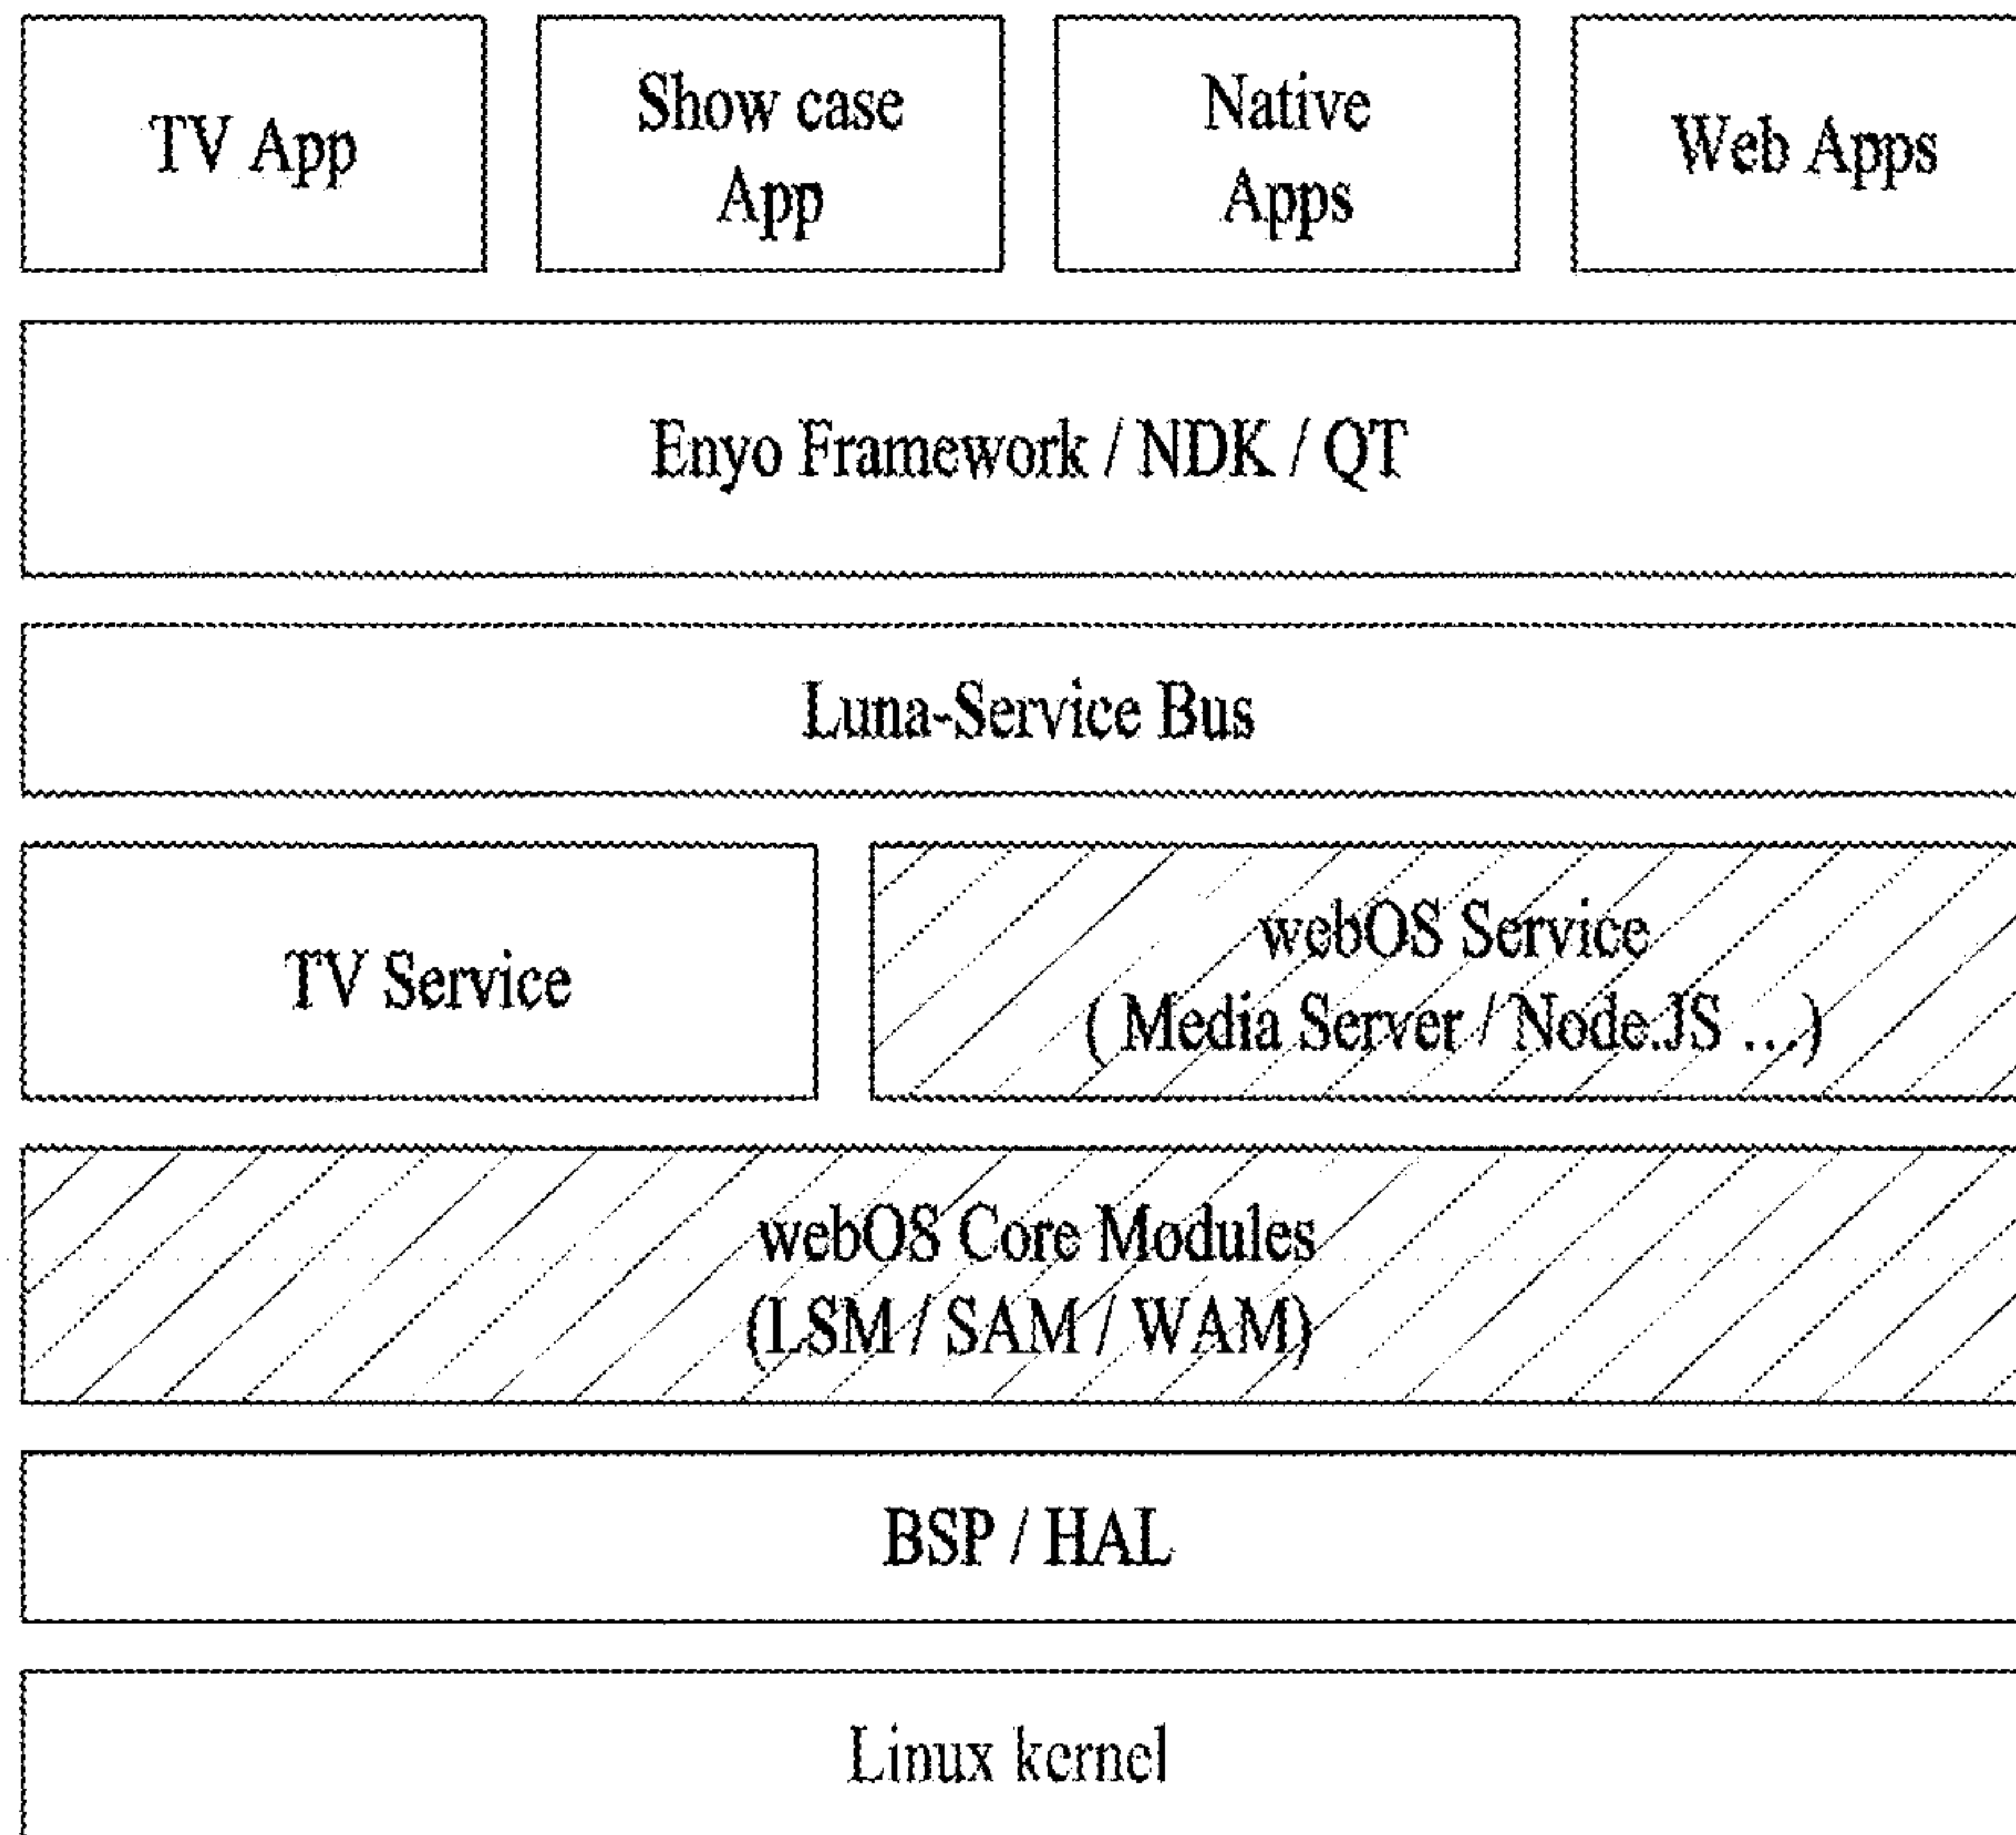 TV App
Show case
App
Native
Apps
Web Apps
Enyo Framework / NDK / QT
Luna-Service Bus
TV Service
webOS Service
( Media Server / Node.JS ...)
webOS Core Modules
(LSM / SAM / WAM)
BSP / HAL
Linux kernel